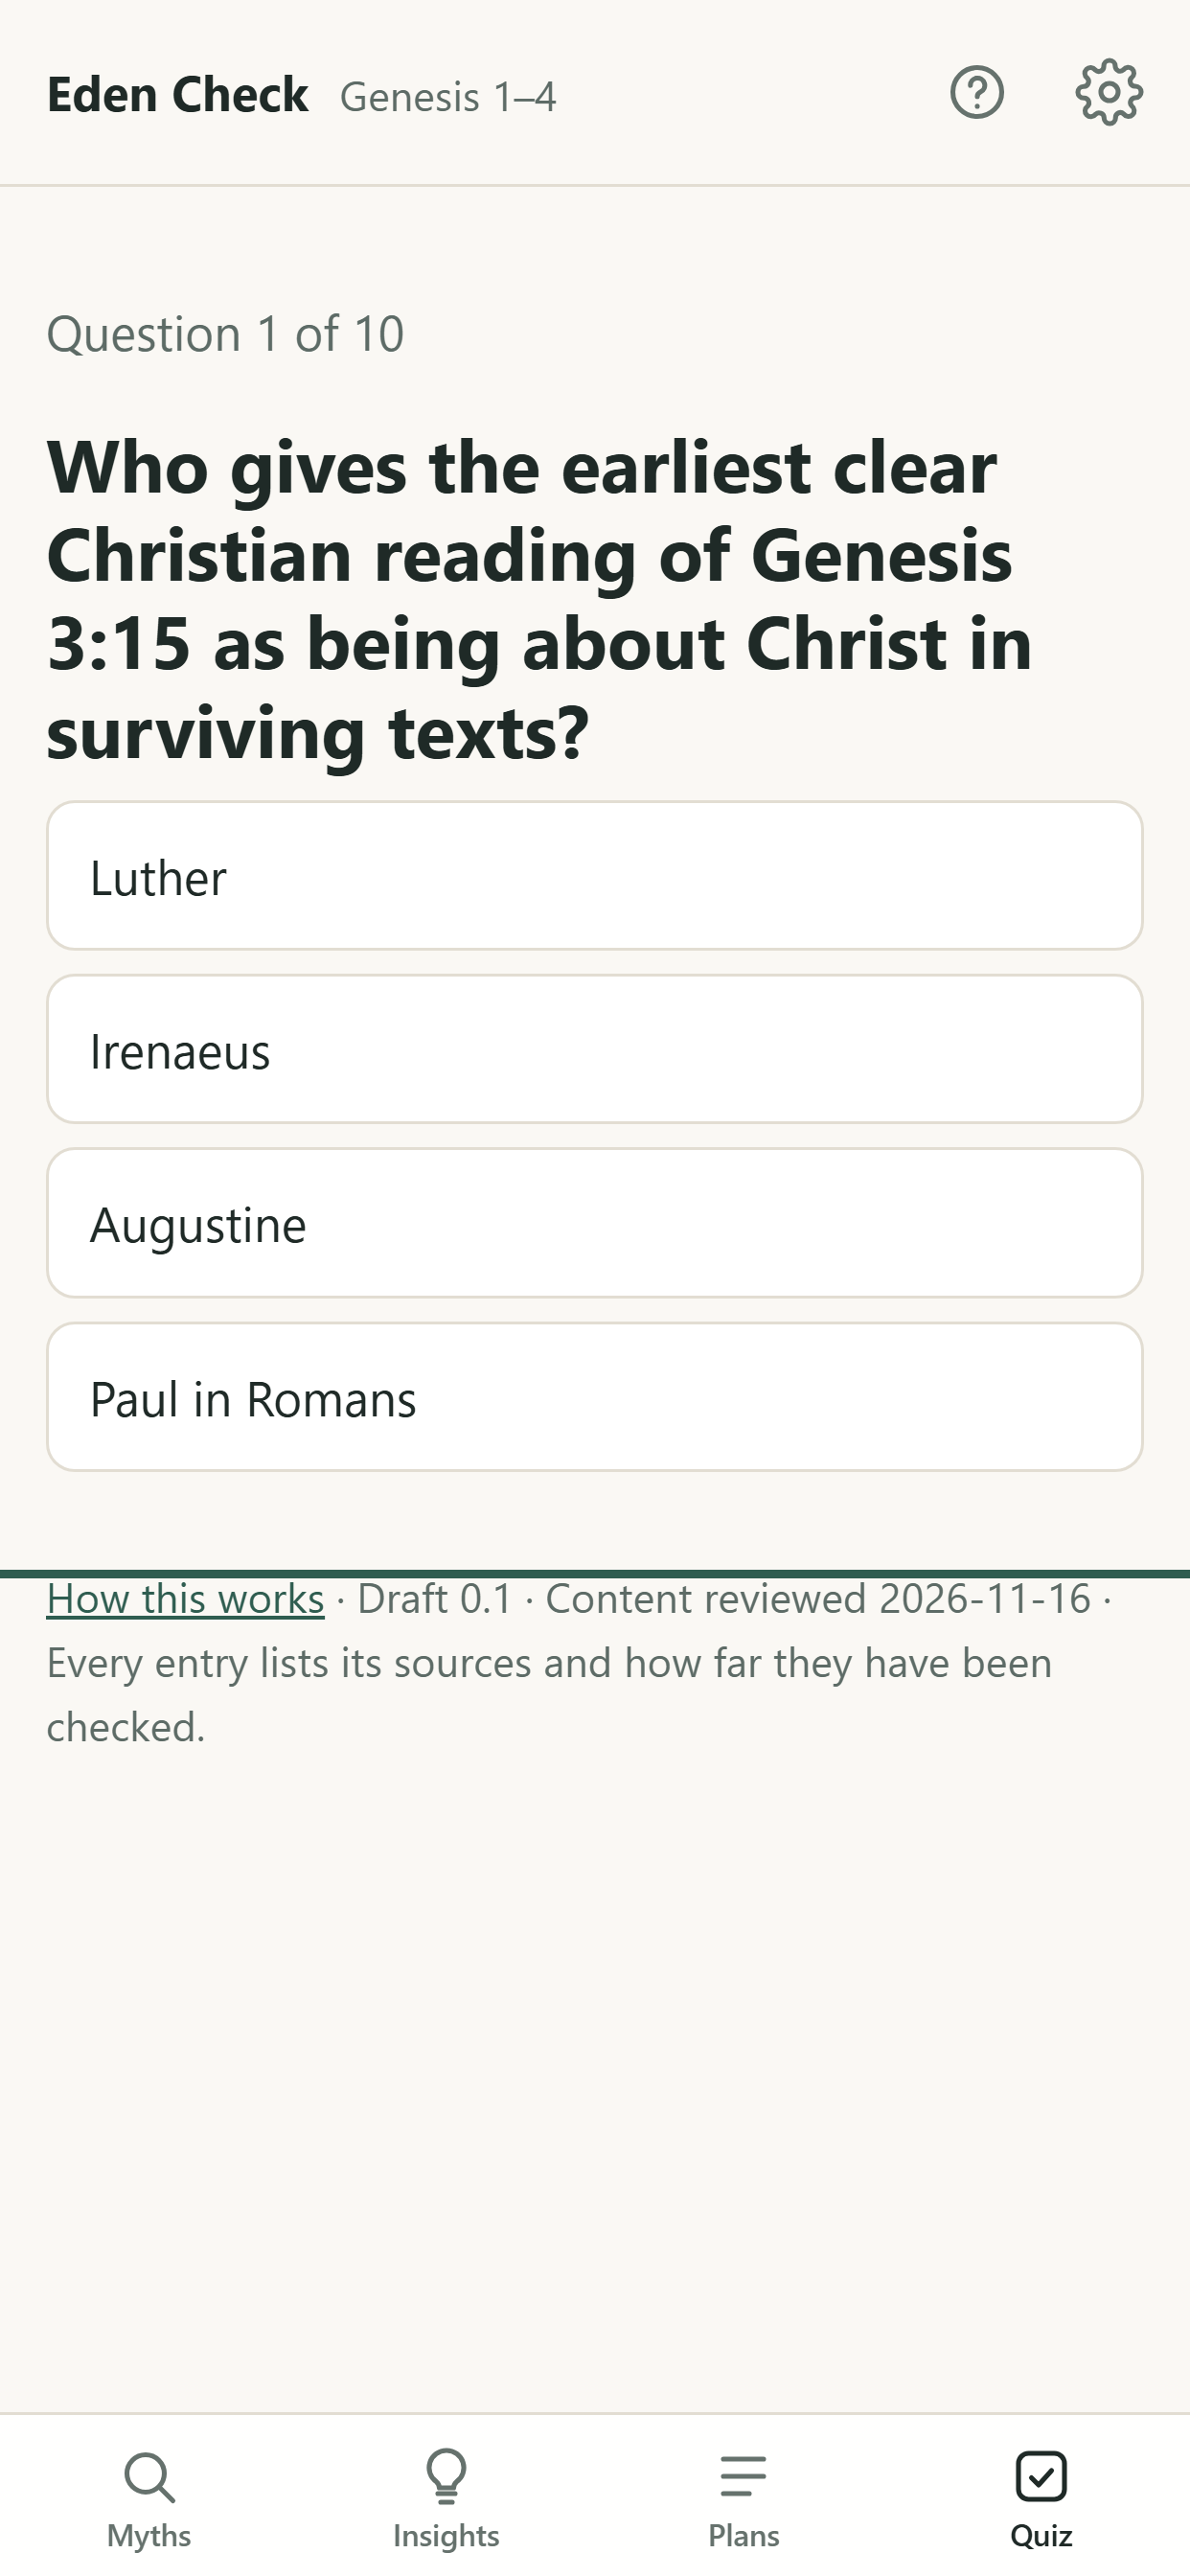 Eden Check Genesis 1–4
Question 1 of 10
Who gives the earliest clear
Christian reading of Genesis
3:15 as being about Christ in
surviving texts?
Luther
Irenaeus
Augustine
Paul in Romans
How this works · Draft 0.1 · Content reviewed 2026-11-16 ·
Every entry lists its sources and how far they have been
checked.
Myths Insights Plans Quiz